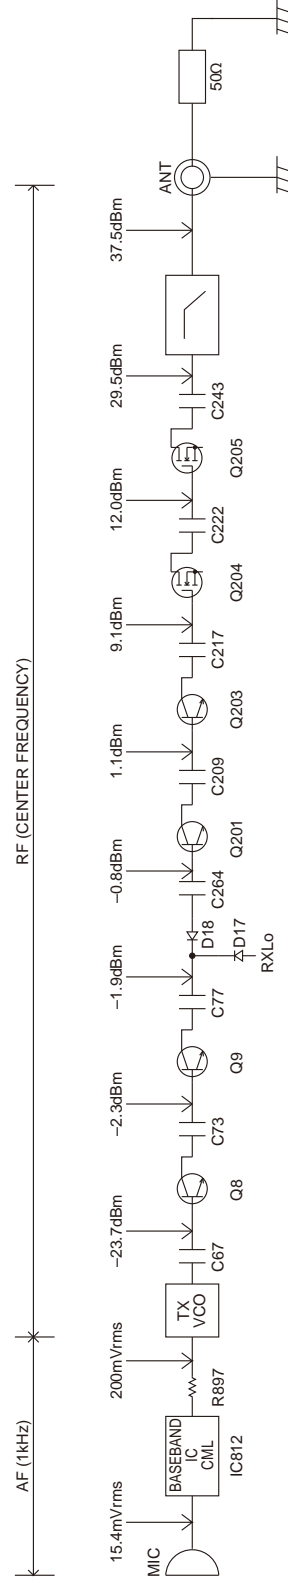 AF (1kHz)
RF (CENTER FREQUENCY)
15.4mVrms
200mVrms
–23.7dBm
–2.3dBm
–1.9dBm
–0.8dBm
1.1dBm
9.1dBm
12.0dBm
29.5dBm
37.5dBm
MIC
BASEBAND
IC
CML
IC812
R897
TX
VCO
C67
Q8
C73
Q9
C77
D18
D17
RXLo
C264
Q201
C209
Q203
C217
Q204
C222
Q205
C243
ANT
50Ω